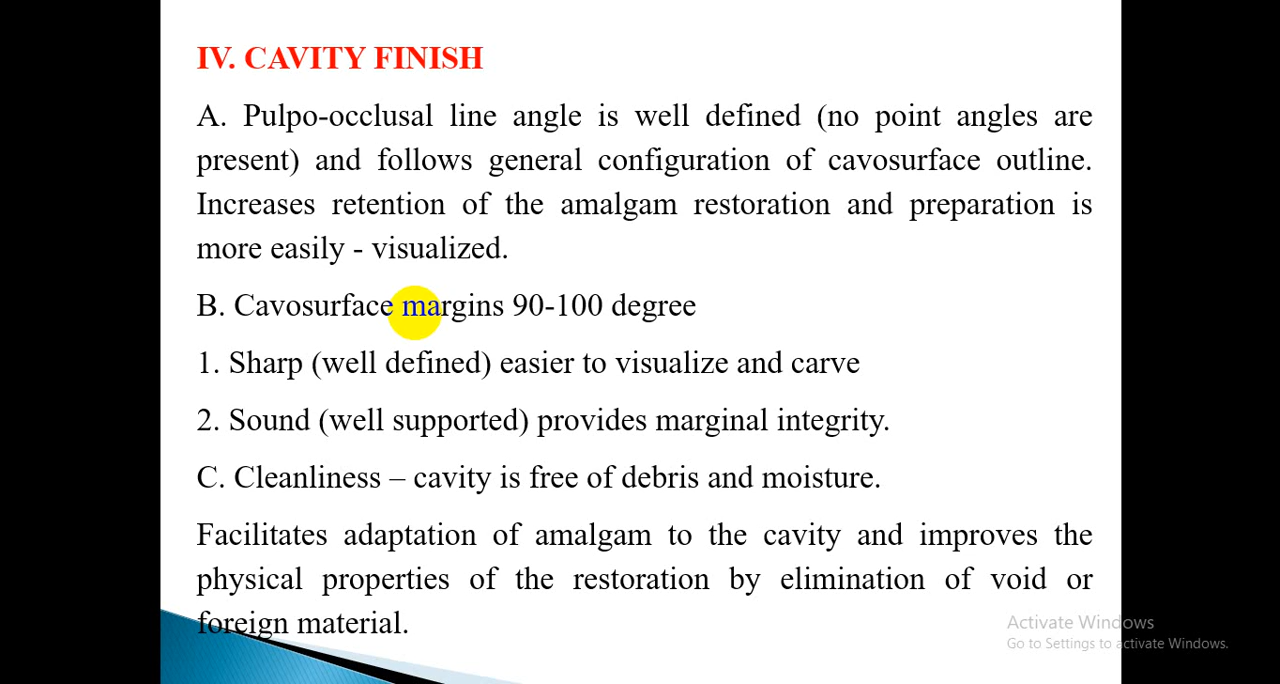 IV. CAVITY FINISH
A. Pulpo-occlusal line angle is well defined (no point angles are
present) and follows general configuration of cavosurface outline.
Increases retention of the amalgam restoration and preparation is
more easily - visualized.
B. Cavosurface margins 90-100 degree
1. Sharp (well defined) easier to visualize and carve
2. Sound (well supported) provides marginal integrity.
C. Cleanliness – cavity is free of debris and moisture.
Facilitates adaptation of amalgam to the cavity and improves the
physical properties of the restoration by elimination of void or
foreign material.
Activate Windows
Go to Settings to activate Windows.